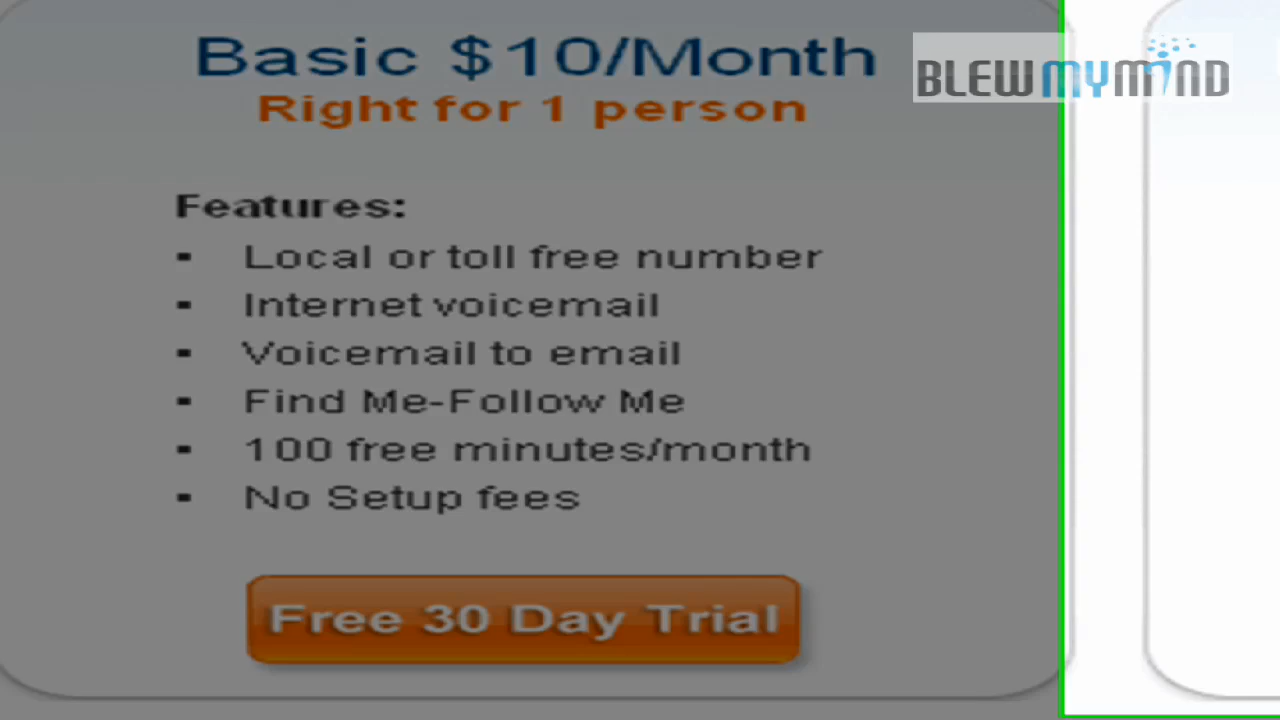 Basic $10/Month
BLEWMYMIND
Right for 1 person
Features:
▪ Local or toll free number
▪ Internet voicemail
▪ Voicemail to email
▪ Find Me-Follow Me
▪ 100 free minutes/month
▪ No Setup fees
Free 30 Day Trial